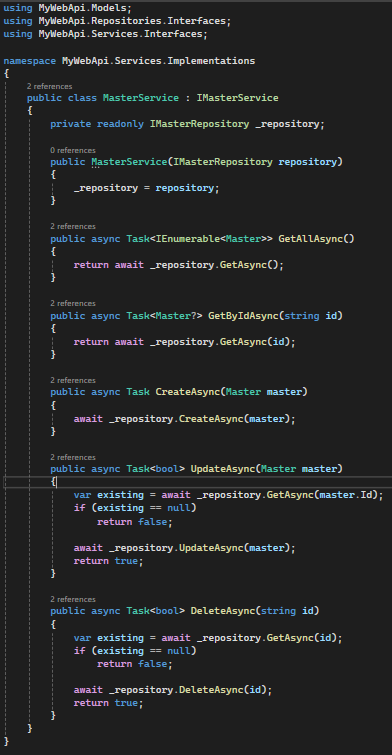 using MyWebApi.Models;
using MyWebApi.Repositories.Interfaces;
using MyWebApi.Services.Interfaces;
namespace MyWebApi.Services.Implementations
{
2 references
public class MasterService : IMasterService
{
private readonly IMasterRepository _repository;
0 references
public MasterService(IMasterRepository repository)
{
_repository = repository;
}
2 references
public async Task<IEnumerable<Master>> GetAllAsync()
{
return await _repository.GetAsync();
}
2 references
public async Task<Master?> GetByIdAsync(string id)
{
return await _repository.GetAsync(id);
}
2 references
public async Task CreateAsync(Master master)
{
await _repository.CreateAsync(master);
}
2 references
public async Task<bool> UpdateAsync(Master master)
{
var existing = await _repository.GetAsync(master.Id);
if (existing == null)
return false;
await _repository.UpdateAsync(master);
return true;
}
2 references
public async Task<bool> DeleteAsync(string id)
{
var existing = await _repository.GetAsync(id);
if (existing == null)
return false;
await _repository.DeleteAsync(id);
return true;
}
}
}